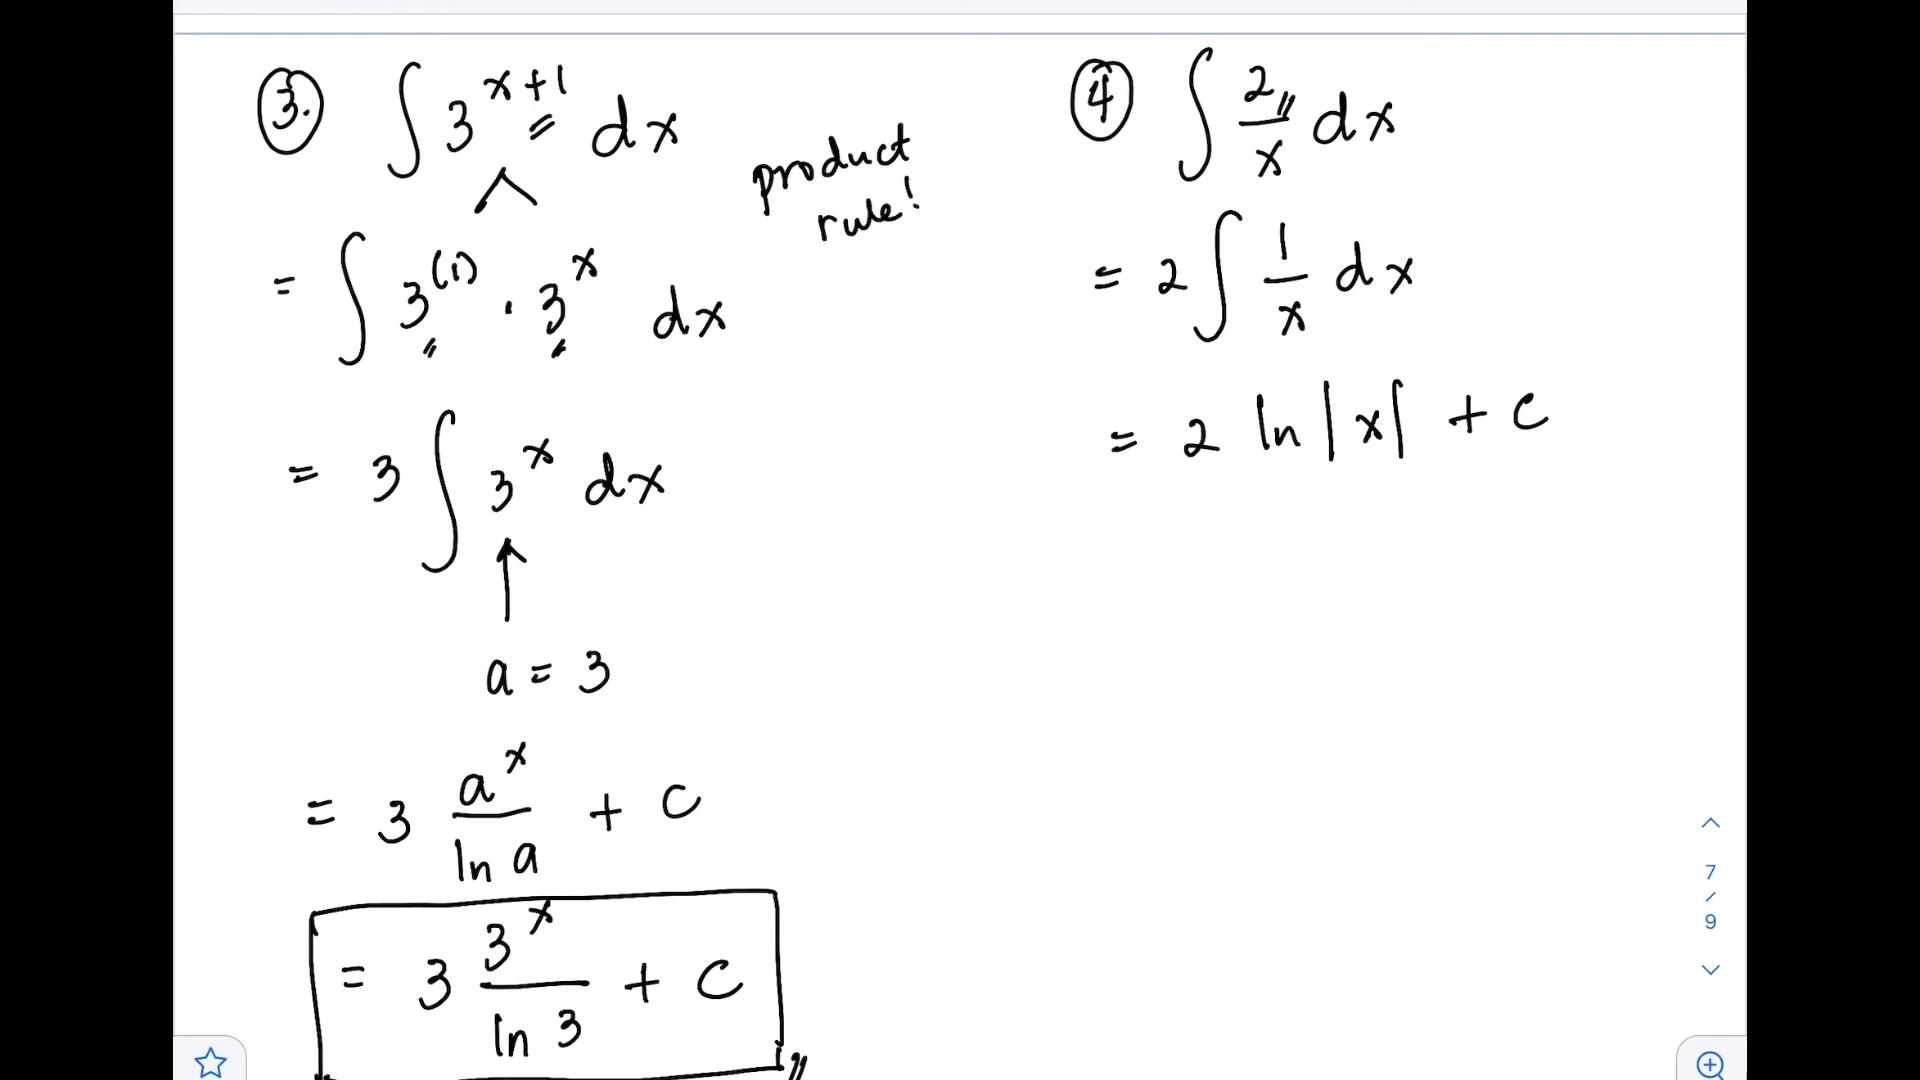 3. ∫ 3^{x+1} dx
product
rule!
= ∫ 3^{(1)} · 3^x dx
= 3 ∫ 3^x dx
a = 3
= 3 a^x / ln a + C
= 3 3^x / ln 3 + C
4 ∫ 2/x dx
= 2 ∫ 1/x dx
= 2 ln |x| + C
7
/
9